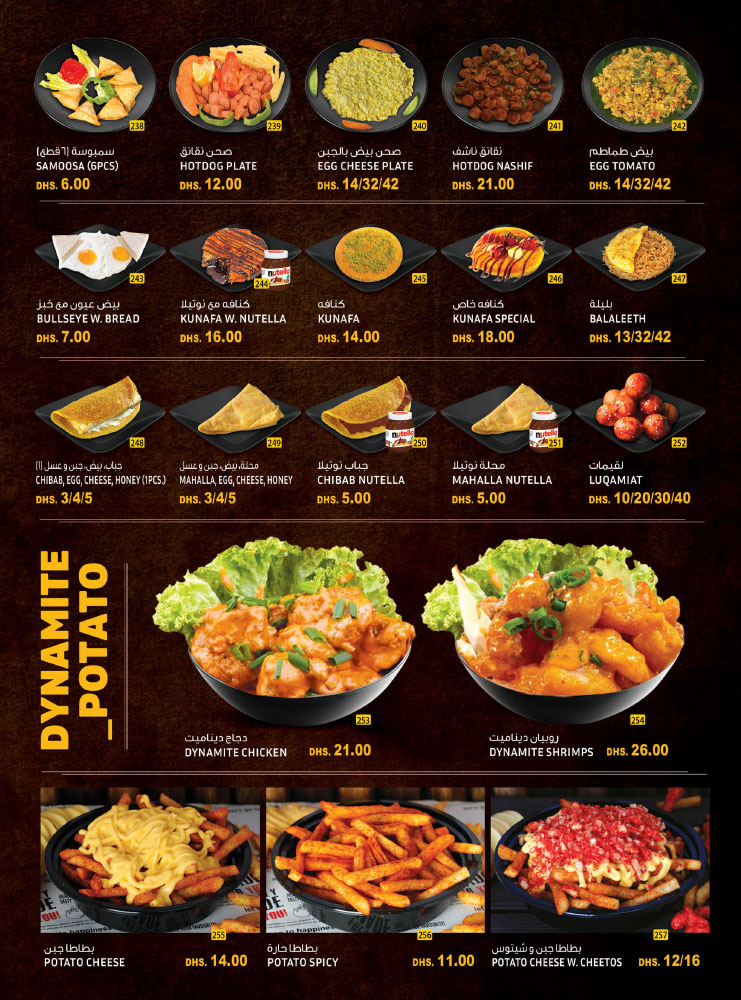 238
239
240
241
242
سمبوسة (٦ قطع)
SAMOOSA (6PCS)
DHS. 6.00
صحن نقانق
HOTDOG PLATE
DHS. 12.00
صحن بيض بالجبن
EGG CHEESE PLATE
DHS. 14/32/42
نقانق ناشف
HOTDOG NASHIF
DHS. 21.00
بيض طماطم
EGG TOMATO
DHS. 14/32/42
243
244
nutella
245
246
247
بيض عيون مع خبز
BULLSEYE W. BREAD
DHS. 7.00
كنافه مع نوتيلا
KUNAFA W. NUTELLA
DHS. 16.00
كنافه
KUNAFA
DHS. 14.00
كنافه خاص
KUNAFA SPECIAL
DHS. 18.00
بليلة
BALALEETH
DHS. 13/32/42
248
249
nutella
250
nutella
251
252
جباب، بيض، جبن و عسل (١)
CHIBAB, EGG, CHEESE, HONEY (1PCS.)
DHS. 3/4/5
محلة، بيض، جبن و عسل
MAHALLA, EGG, CHEESE, HONEY
DHS. 3/4/5
جباب نوتيلا
CHIBAB NUTELLA
DHS. 5.00
محلة نوتيلا
MAHALLA NUTELLA
DHS. 5.00
لقيمات
LUQAMIAT
DHS. 10/20/30/40
DYNAMITE
_POTATO
253
دجاج ديناميت
DYNAMITE CHICKEN DHS. 21.00
254
روبيان ديناميت
DYNAMITE SHRIMPS DHS. 26.00
255
بطاطا جبن
POTATO CHEESE DHS. 14.00
256
بطاطا حارة
POTATO SPICY DHS. 11.00
257
بطاطا جبن و شيتوس
POTATO CHEESE W. CHEETOS DHS. 12/16